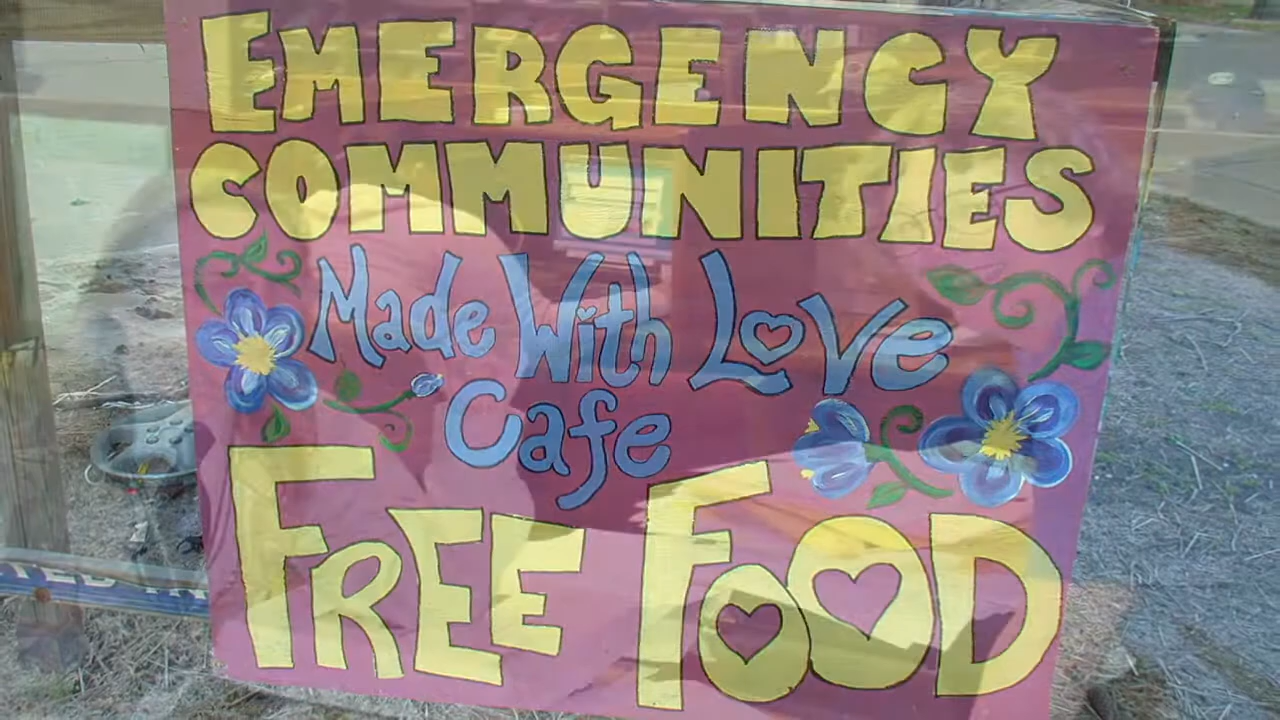 EMERGENCY
COMMUNITIES
Made With Love
Cafe
FREE FOOD